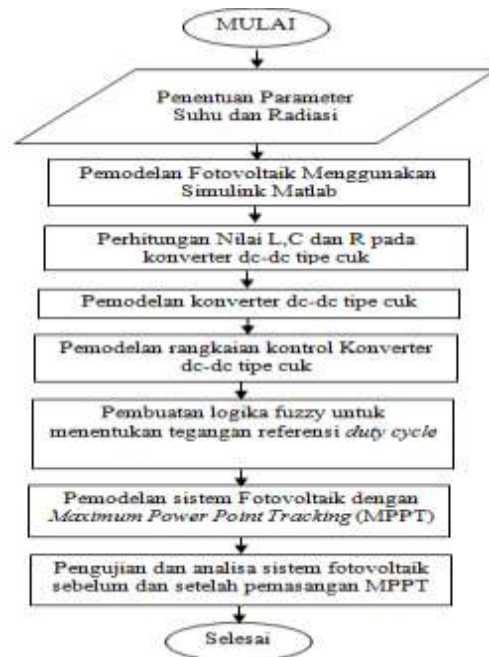 MULAI
Penentuan Parameter
Suhu dan Radiasi
Pemodelan Fotovoltaik Menggunakan
Simulink Matlab
Perhitungan Nilai L,C dan R pada
konverter dc-dc tipe cuk
Pemodelan konverter dc-dc tipe cuk
Pemodelan rangkaian kontrol Konverter
dc-dc tipe cuk
Pembuatan logika fuzzy untuk
menentukan tegangan referensi duty cycle
Pemodelan sistem Fotovoltaik dengan
Maximum Power Point Tracking (MPPT)
Pengujian dan analisa sistem fotovoltaik
sebelum dan setelah pemasangan MPPT
Selesai